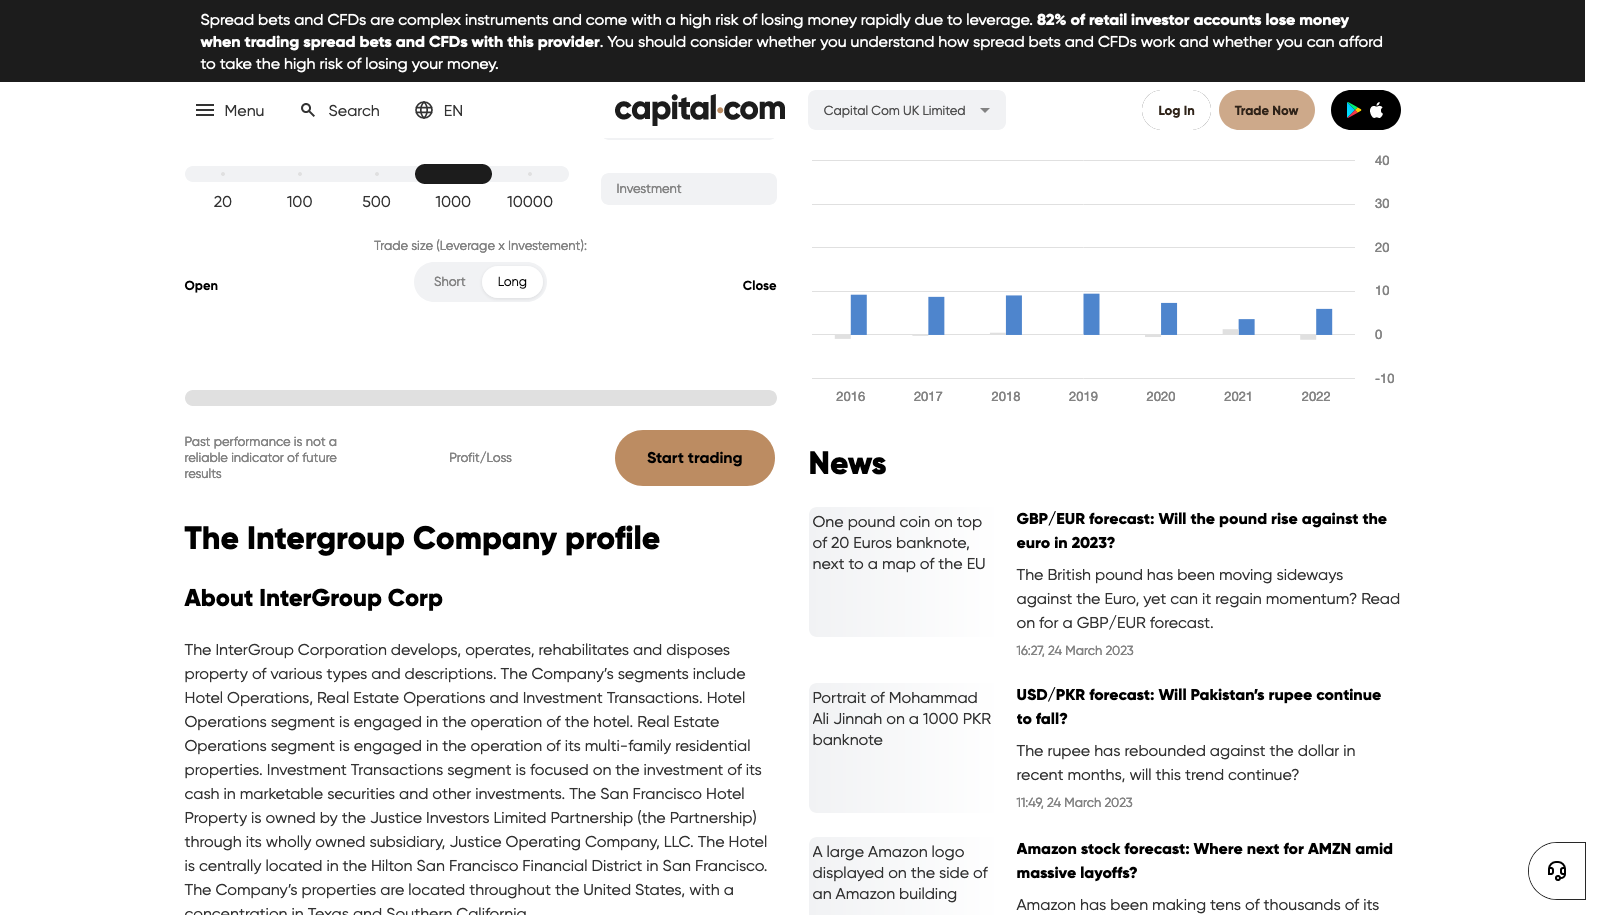 Spread bets and CFDs are complex instruments and come with a high risk of losing money rapidly due to leverage. 82% of retail investor accounts lose money
when trading spread bets and CFDs with this provider. You should consider whether you understand how spread bets and CFDs work and whether you can afford
to take the high risk of losing your money.
Menu
Search
EN
capital.com
Capital Com UK Limited
Log In
Trade Now
20
100
500
1000
10000
Investment
Trade size (Leverage x Investement):
Open
Short
Long
Close
Past performance is not a
reliable indicator of future
results
Profit/Loss
Start trading
The Intergroup Company profile
About InterGroup Corp
The InterGroup Corporation develops, operates, rehabilitates and disposes
property of various types and descriptions. The Company's segments include
Hotel Operations, Real Estate Operations and Investment Transactions. Hotel
Operations segment is engaged in the operation of the hotel. Real Estate
Operations segment is engaged in the operation of its multi-family residential
properties. Investment Transactions segment is focused on the investment of its
cash in marketable securities and other investments. The San Francisco Hotel
Property is owned by the Justice Investors Limited Partnership (the Partnership)
through its wholly owned subsidiary, Justice Operating Company, LLC. The Hotel
is centrally located in the Hilton San Francisco Financial District in San Francisco.
The Company's properties are located throughout the United States, with a
concentration in Texas and Southern California.
40
30
20
10
0
-10
2016
2017
2018
2019
2020
2021
2022
News
One pound coin on top
of 20 Euros banknote,
next to a map of the EU
GBP/EUR forecast: Will the pound rise against the
euro in 2023?
The British pound has been moving sideways
against the Euro, yet can it regain momentum? Read
on for a GBP/EUR forecast.
16:27, 24 March 2023
Portrait of Mohammad
Ali Jinnah on a 1000 PKR
banknote
USD/PKR forecast: Will Pakistan's rupee continue
to fall?
The rupee has rebounded against the dollar in
recent months, will this trend continue?
11:49, 24 March 2023
A large Amazon logo
displayed on the side of
an Amazon building
Amazon stock forecast: Where next for AMZN amid
massive layoffs?
Amazon has been making tens of thousands of its